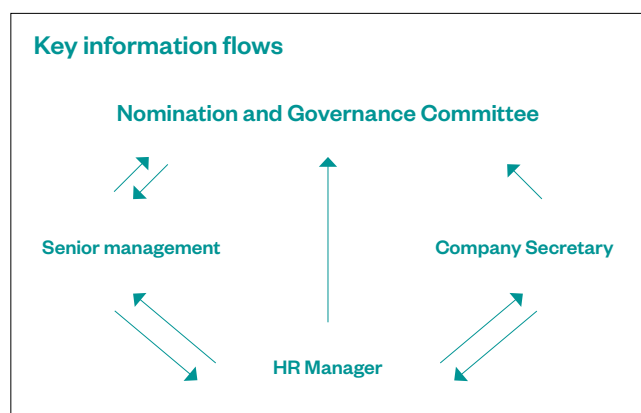 Key information flows
Nomination and Governance Committee
Senior management
Company Secretary
HR Manager